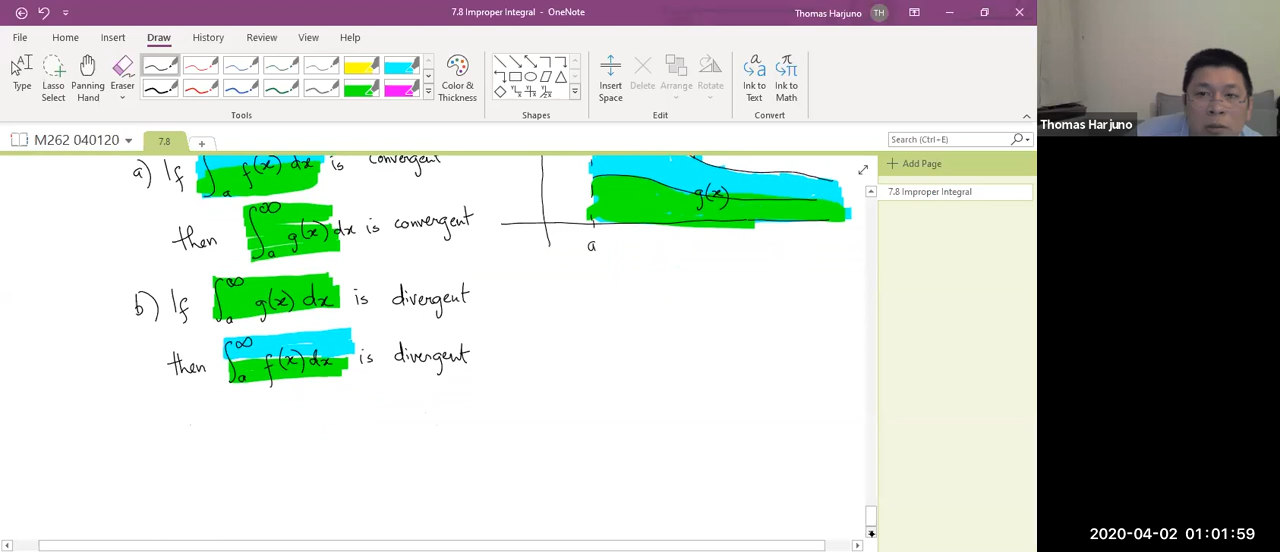 7.8 Improper Integral - OneNote
Thomas Harjuno TH
File Home Insert Draw History Review View Help
Type
Lasso Select
Panning Hand
Eraser
Color & Thickness
Insert Space
Delete
Arrange
Rotate
Ink to Text
Ink to Math
Tools
Shapes
Edit
Convert
M262 040120
7.8
Search (Ctrl+E)
Add Page
7.8 Improper Integral
a) If ∫ₐ f(x) dx is convergent
then ∫ₐ^∞ g(x) dx is convergent
b) If ∫ₐ^∞ g(x) dx is divergent
then ∫ₐ^∞ f(x) dx is divergent
g(x)
a
Thomas Harjuno
2020-04-02 01:01:59